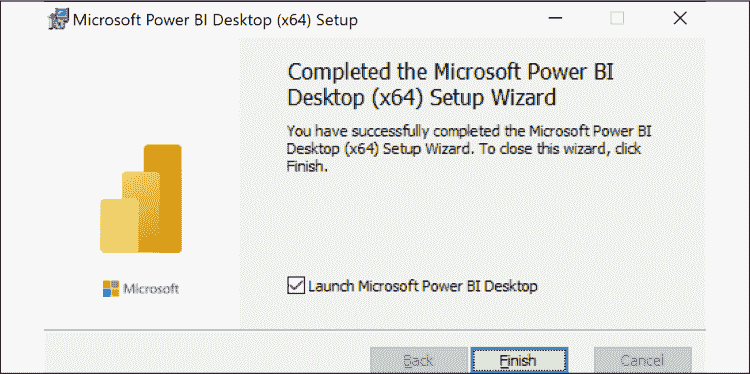 Microsoft Power BI Desktop (x64) Setup
Completed the Microsoft Power BI
Desktop (x64) Setup Wizard
You have successfully completed the Microsoft Power BI
Desktop (x64) Setup Wizard. To close this wizard, click
Finish.
Microsoft
Launch Microsoft Power BI Desktop
Back
Finish
Cancel